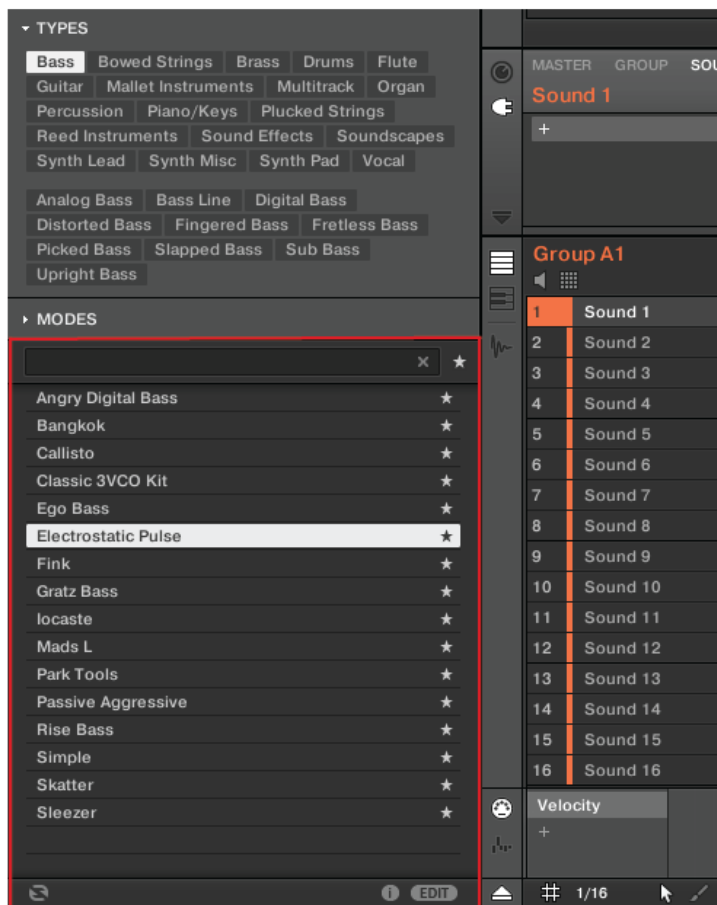 TYPES
Bass Bowed Strings Brass Drums Flute
Guitar Mallet Instruments Multitrack Organ
Percussion Piano/Keys Plucked Strings
Reed Instruments Sound Effects Soundscapes
Synth Lead Synth Misc Synth Pad Vocal
Analog Bass Bass Line Digital Bass
Distorted Bass Fingered Bass Fretless Bass
Picked Bass Slapped Bass Sub Bass
Upright Bass
MODES
Angry Digital Bass
Bangkok
Callisto
Classic 3VCO Kit
Ego Bass
Electrostatic Pulse
Fink
Gratz Bass
locaste
Mads L
Park Tools
Passive Aggressive
Rise Bass
Simple
Skatter
Sleezer
i EDIT
MASTER GROUP SOU
Sound 1
+
Group A1
1 Sound 1
2 Sound 2
3 Sound 3
4 Sound 4
5 Sound 5
6 Sound 6
7 Sound 7
8 Sound 8
9 Sound 9
10 Sound 10
11 Sound 11
12 Sound 12
13 Sound 13
14 Sound 14
15 Sound 15
16 Sound 16
Velocity
+
1/16